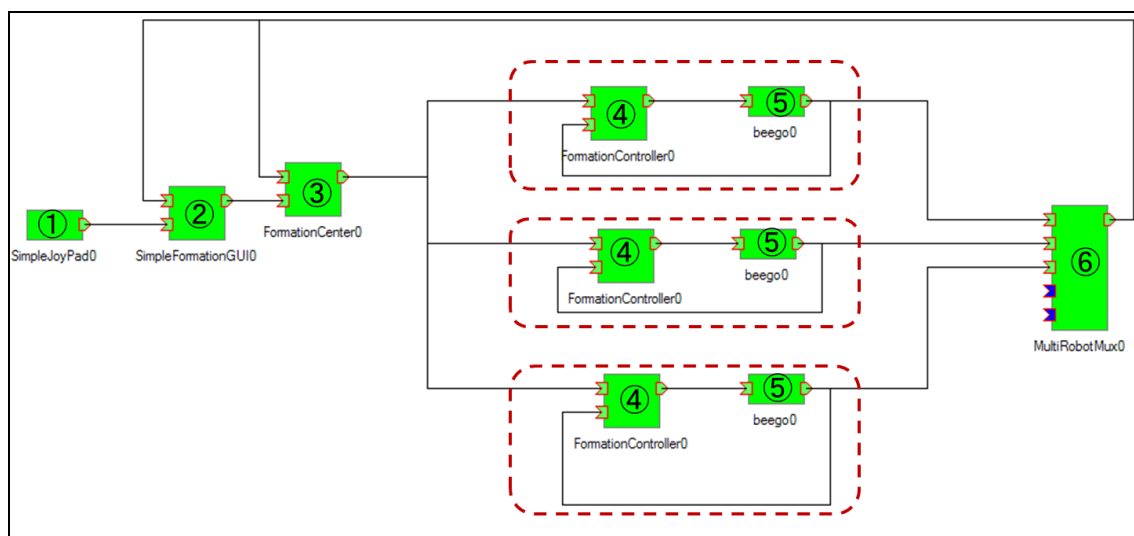 ①
SimpleJoyPad0
②
SimpleFormationGUI0
③
FormationCenter0
④
FormationController0
⑤
beego0
④
FormationController0
⑤
beego0
④
FormationController0
⑤
beego0
⑥
MultiRobotMux0